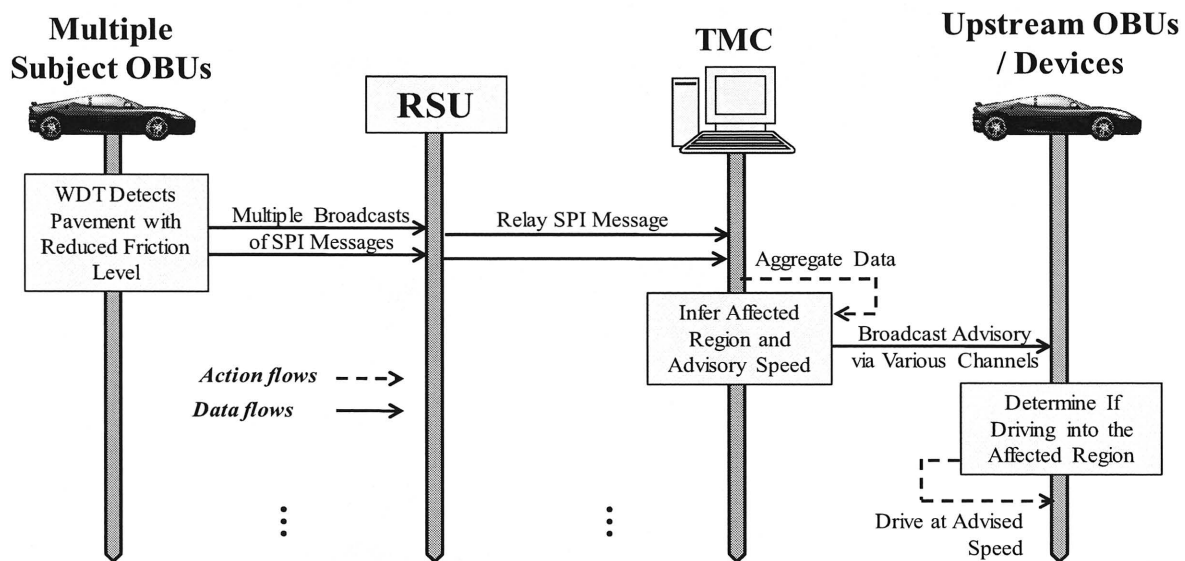 Multiple
Subject OBUs
RSU
TMC
Upstream OBUs
/ Devices
WDT Detects
Pavement with
Reduced Friction
Level
Multiple Broadcasts
of SPI Messages
Relay SPI Message
Aggregate Data
Infer Affected
Region and
Advisory Speed
Broadcast Advisory
via Various Channels
Action flows
Data flows
Determine If
Driving into the
Affected Region
Drive at Advised
Speed